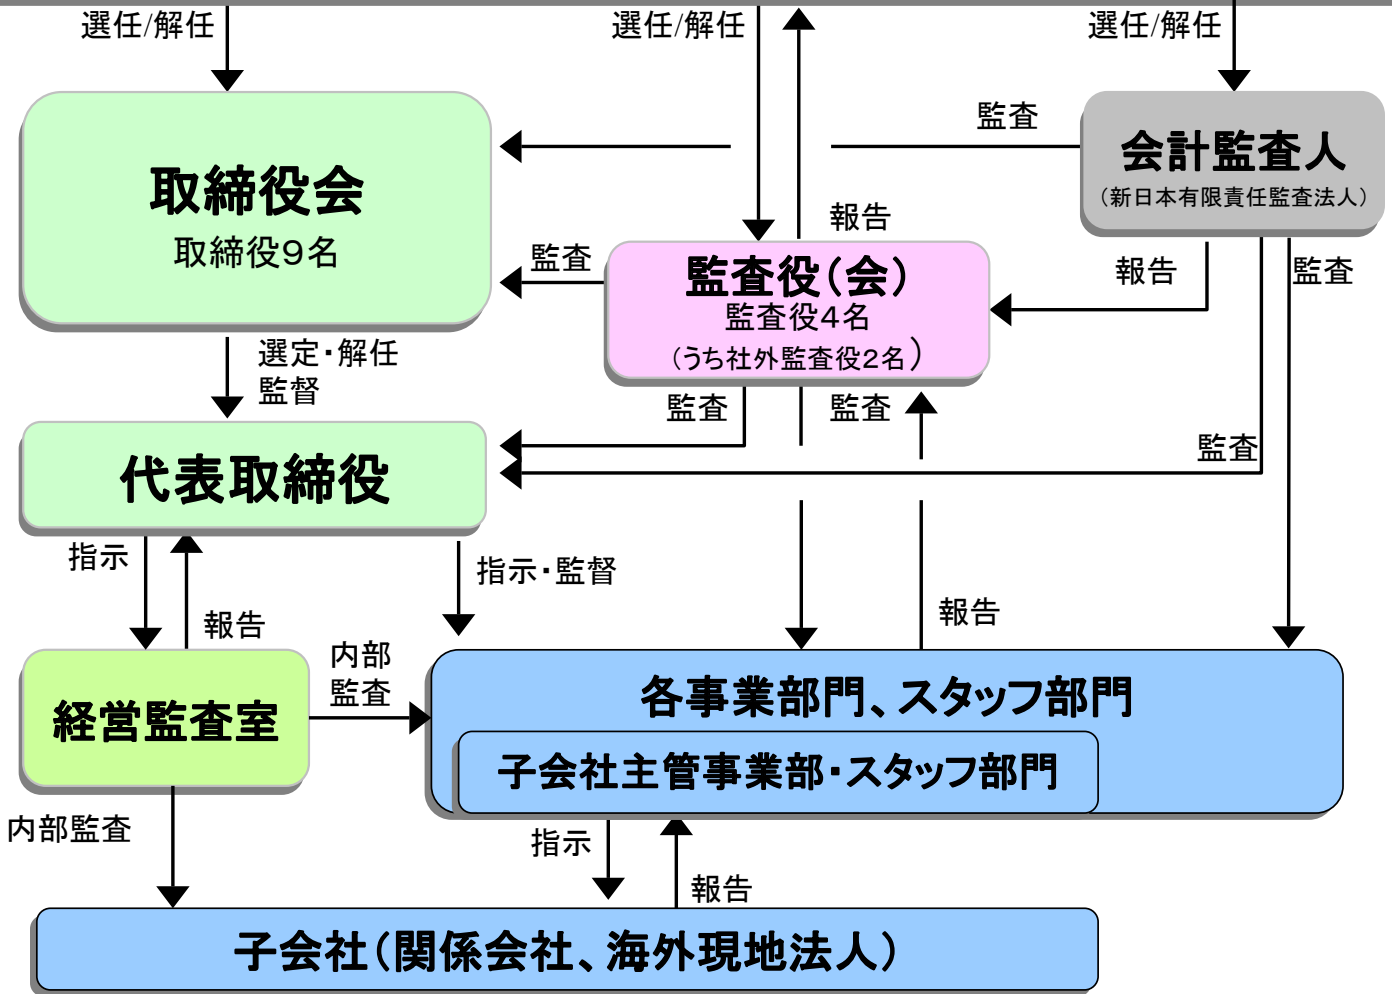 選任/解任
選任/解任
選任/解任
監査
会計監査人
(新日本有限責任監査法人)
取締役会
取締役9名
報告
監査
監査役(会)
監査役4名
(うち社外監査役2名)
報告
監査
選定・解任
監督
監査
監査
監査
代表取締役
指示
指示・監督
報告
報告
内部
監査
経営監査室
各事業部門、スタッフ部門
子会社主管事業部・スタッフ部門
内部監査
指示
報告
子会社(関係会社、海外現地法人)